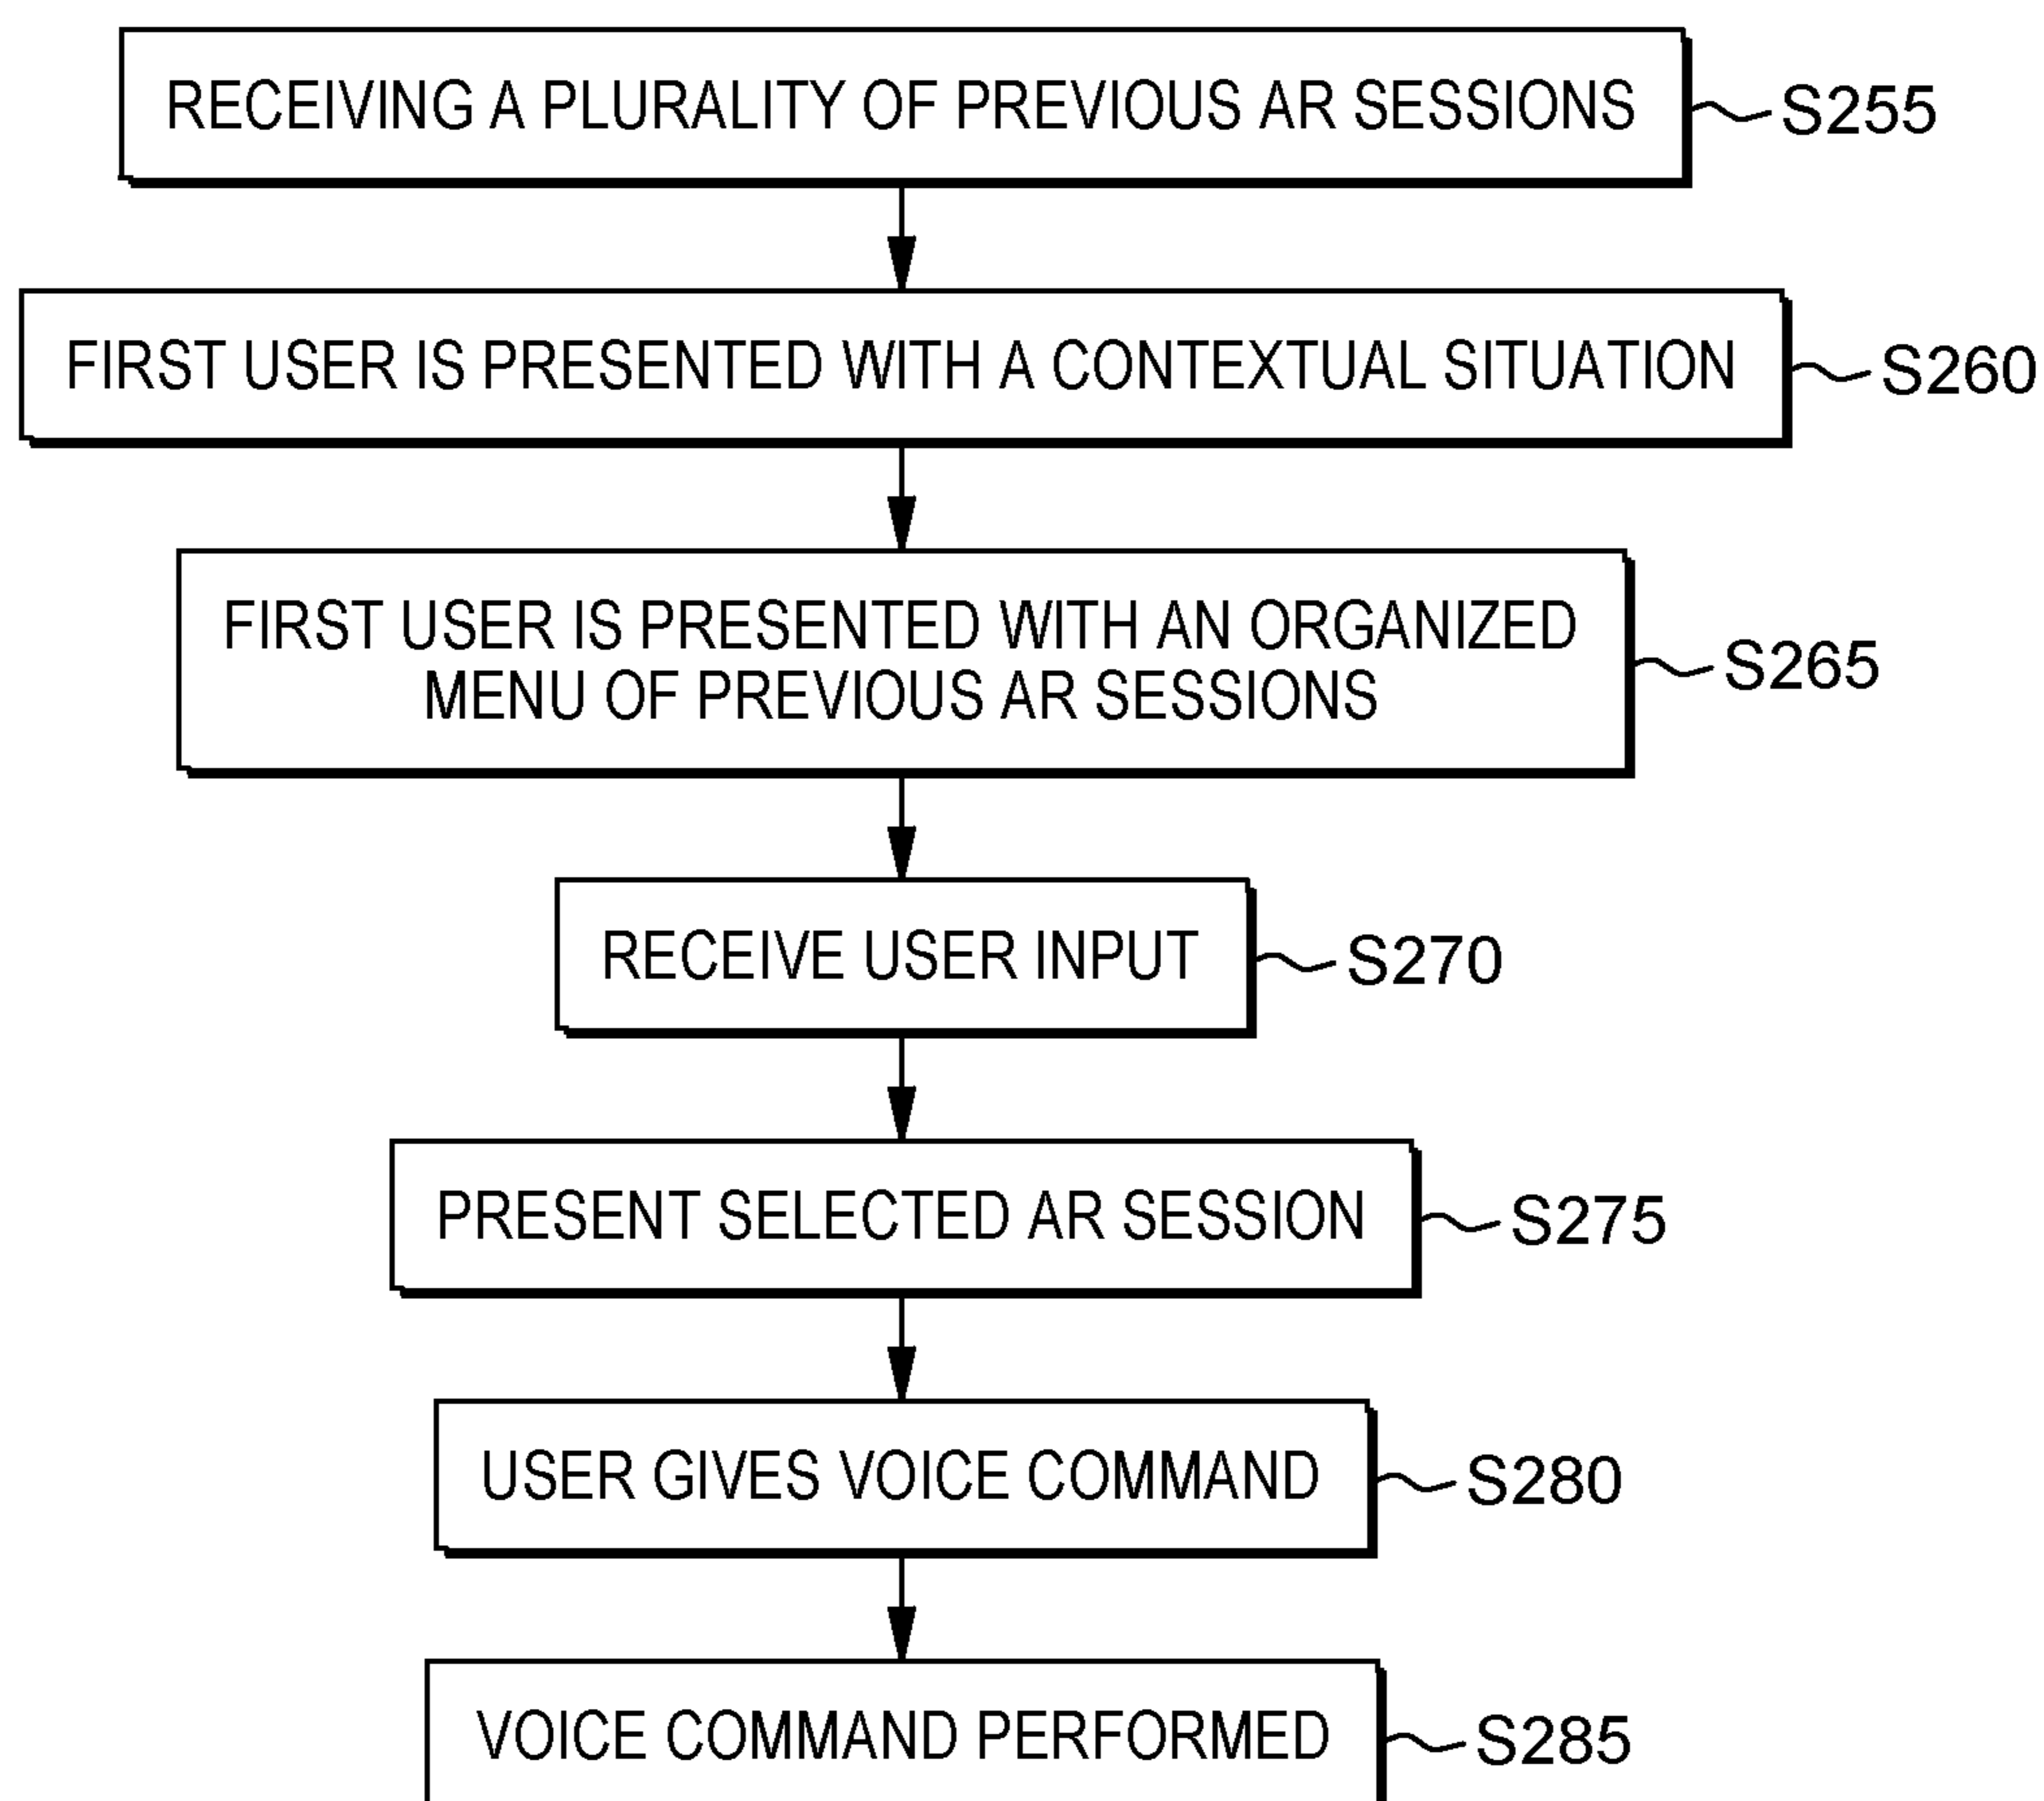 RECEIVING A PLURALITY OF PREVIOUS AR SESSIONS S255
FIRST USER IS PRESENTED WITH A CONTEXTUAL SITUATION S260
FIRST USER IS PRESENTED WITH AN ORGANIZED
MENU OF PREVIOUS AR SESSIONS
S265
RECEIVE USER INPUT S270
PRESENT SELECTED AR SESSION S275
USER GIVES VOICE COMMAND S280
VOICE COMMAND PERFORMED S285